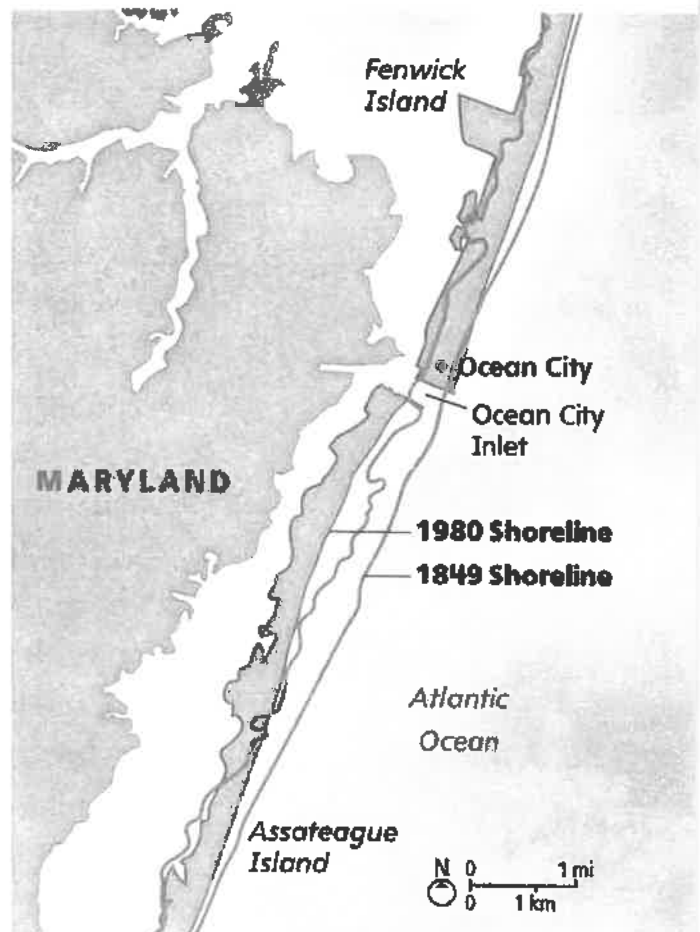 Fenwick
Island
Ocean City
Ocean City
Inlet
MARYLAND
1980 Shoreline
1849 Shoreline
Atlantic
Ocean
Assateague
Island
N 0 1 mi
0 1 km